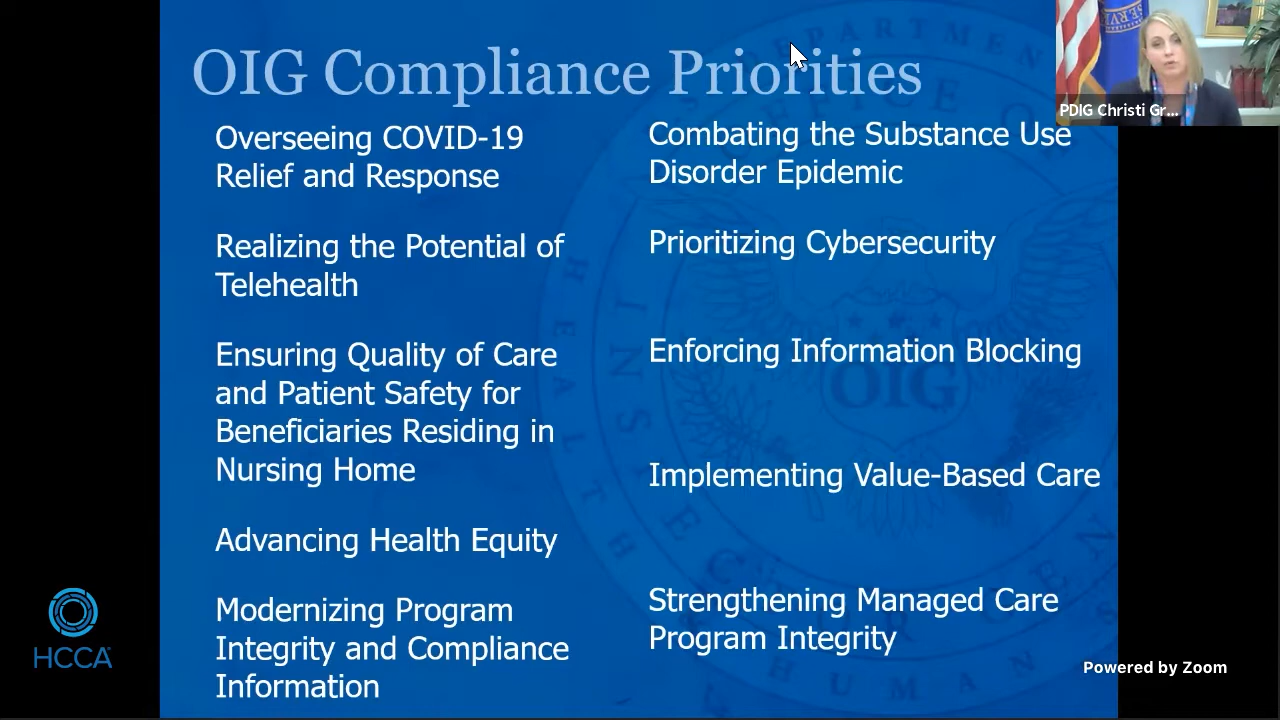 OIG Compliance Priorities
Overseeing COVID-19
Relief and Response
Realizing the Potential of
Telehealth
Ensuring Quality of Care
and Patient Safety for
Beneficiaries Residing in
Nursing Home
Advancing Health Equity
Modernizing Program
Integrity and Compliance
Information
Combating the Substance Use
Disorder Epidemic
Prioritizing Cybersecurity
Enforcing Information Blocking
Implementing Value-Based Care
Strengthening Managed Care
Program Integrity
PDIG Christi Gr...
HCCA
Powered by Zoom
OIG